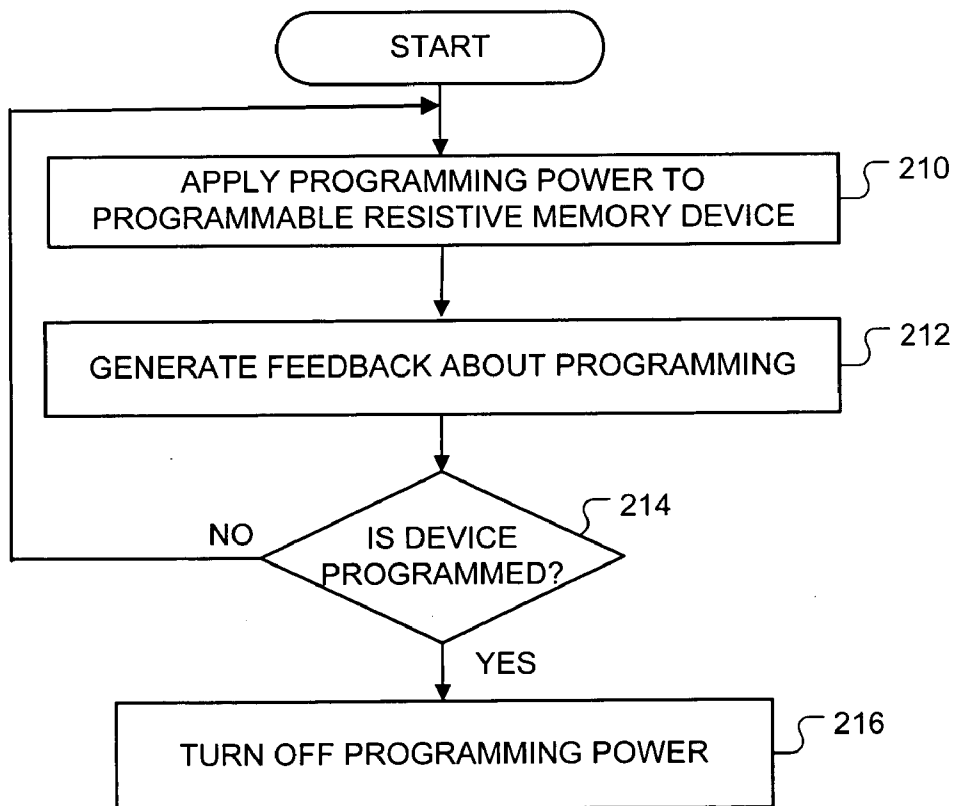 START
APPLY PROGRAMMING POWER TO
PROGRAMMABLE RESISTIVE MEMORY DEVICE
210
GENERATE FEEDBACK ABOUT PROGRAMMING
212
IS DEVICE
PROGRAMMED?
214
NO
YES
TURN OFF PROGRAMMING POWER
216